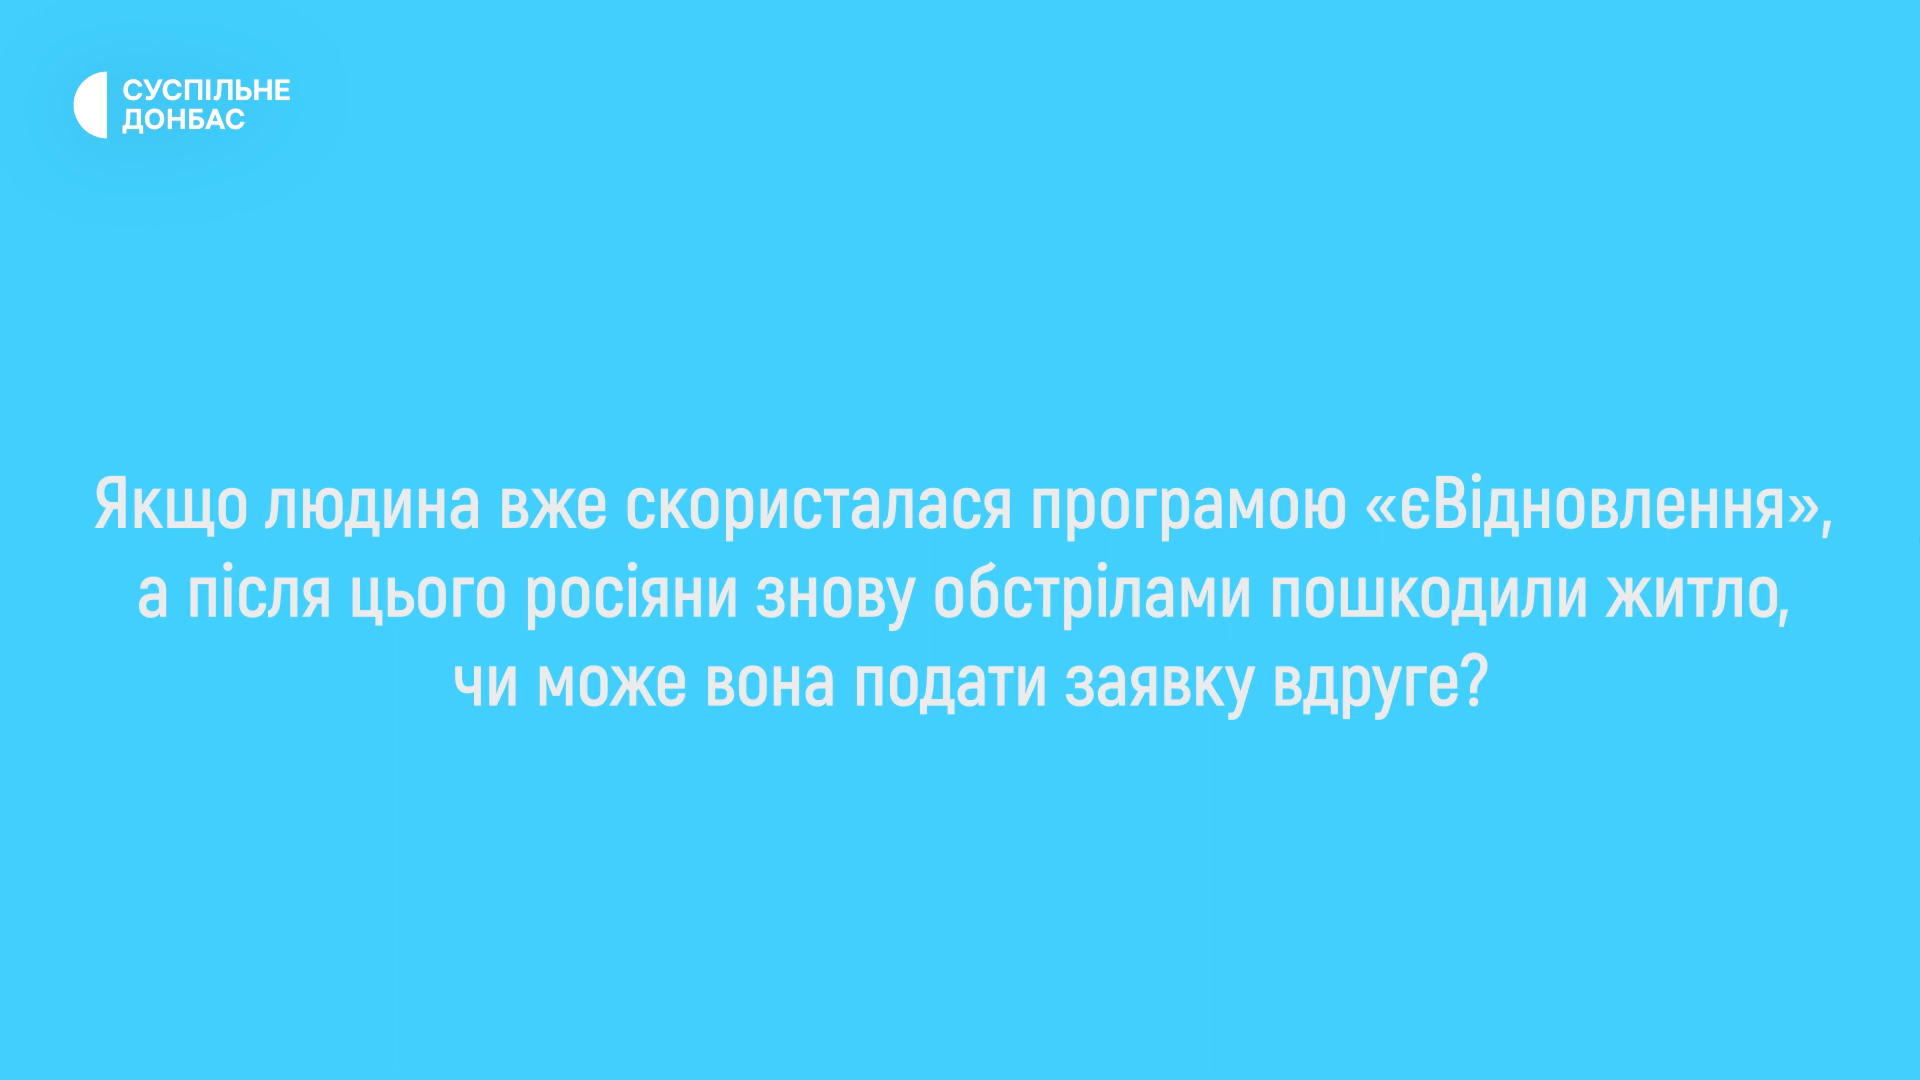 СУСПІЛЬНЕ
ДОНБАС
Якщо людина вже скористалася програмою «єВідновлення»,
а після цього росіяни знову обстрілами пошкодили житло,
чи може вона подати заявку вдруге?